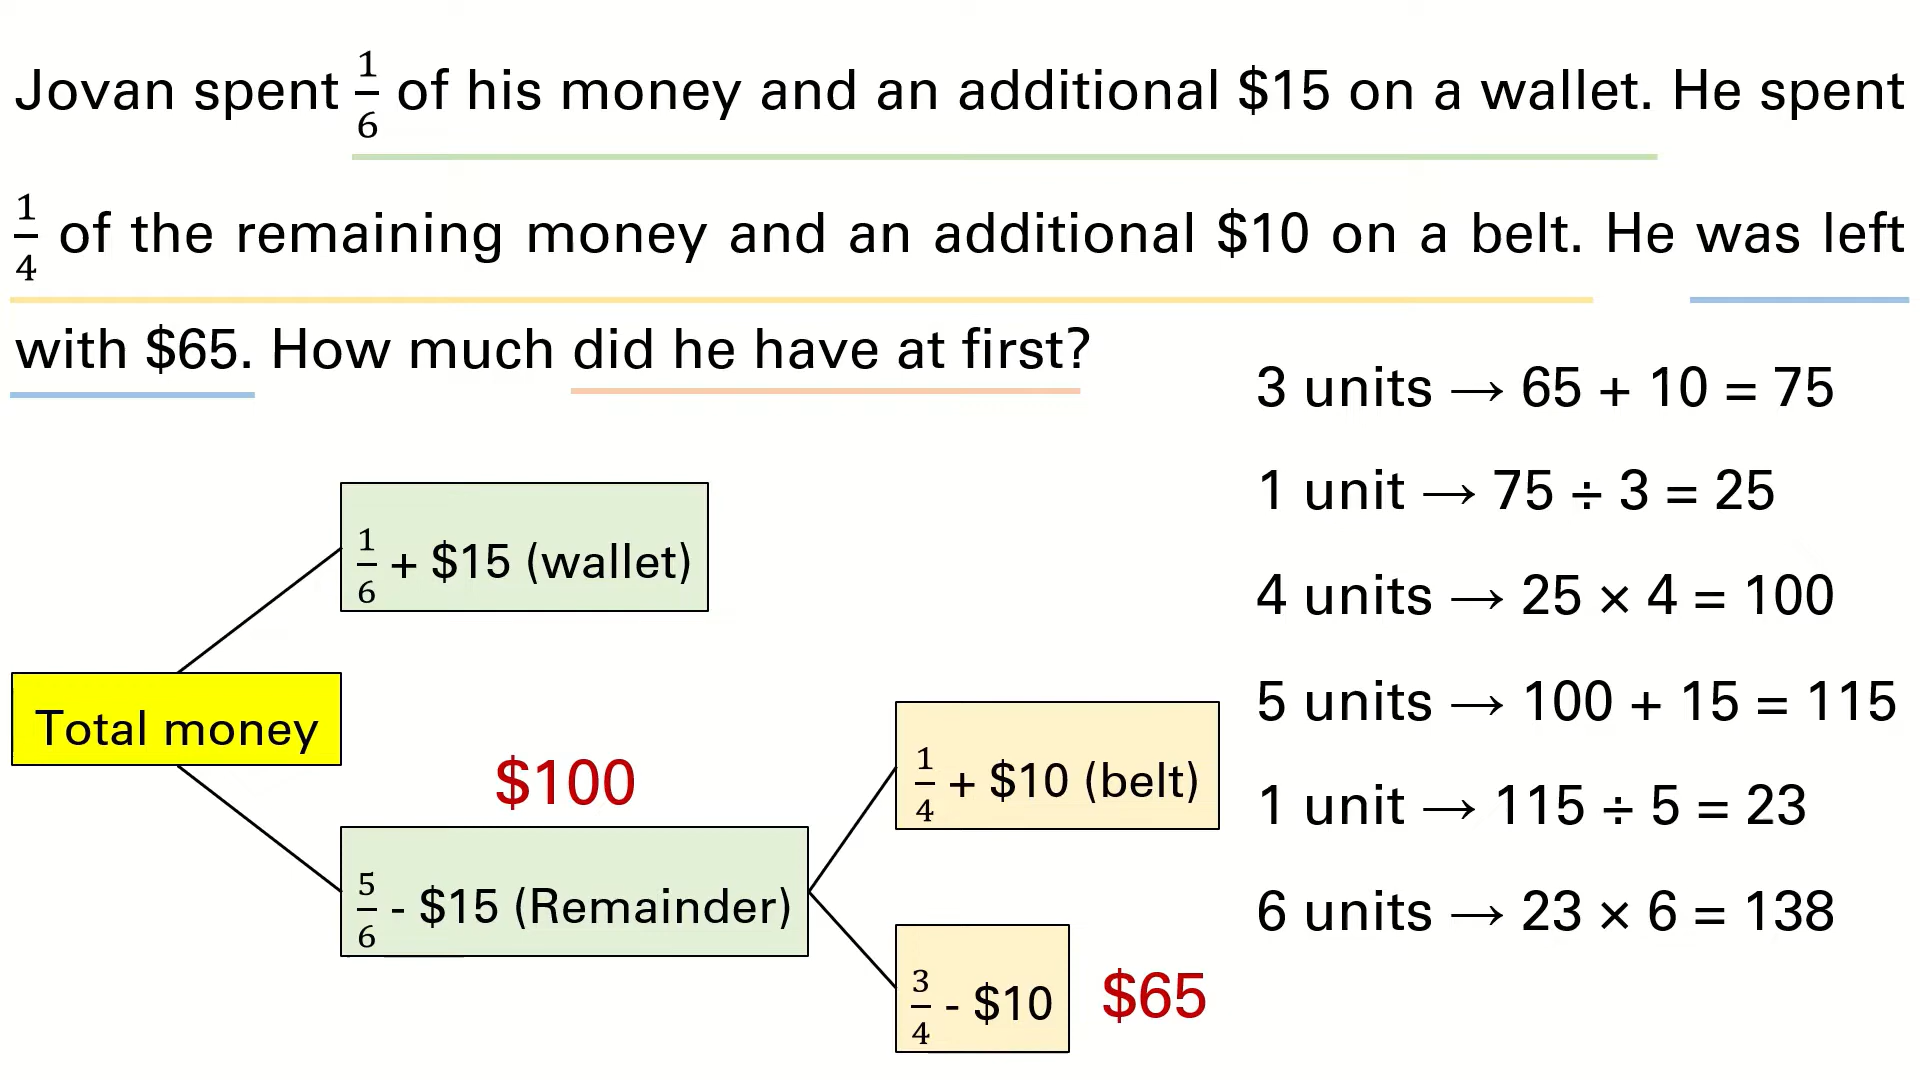 Jovan spent 1/6 of his money and an additional $15 on a wallet. He spent
1/4 of the remaining money and an additional $10 on a belt. He was left
with $65. How much did he have at first?
3 units → 65 + 10 = 75
1 unit → 75 ÷ 3 = 25
4 units → 25 × 4 = 100
5 units → 100 + 15 = 115
1 unit → 115 ÷ 5 = 23
6 units → 23 × 6 = 138
1/6 + $15 (wallet)
Total money
$100
5/6 - $15 (Remainder)
1/4 + $10 (belt)
3/4 - $10
$65